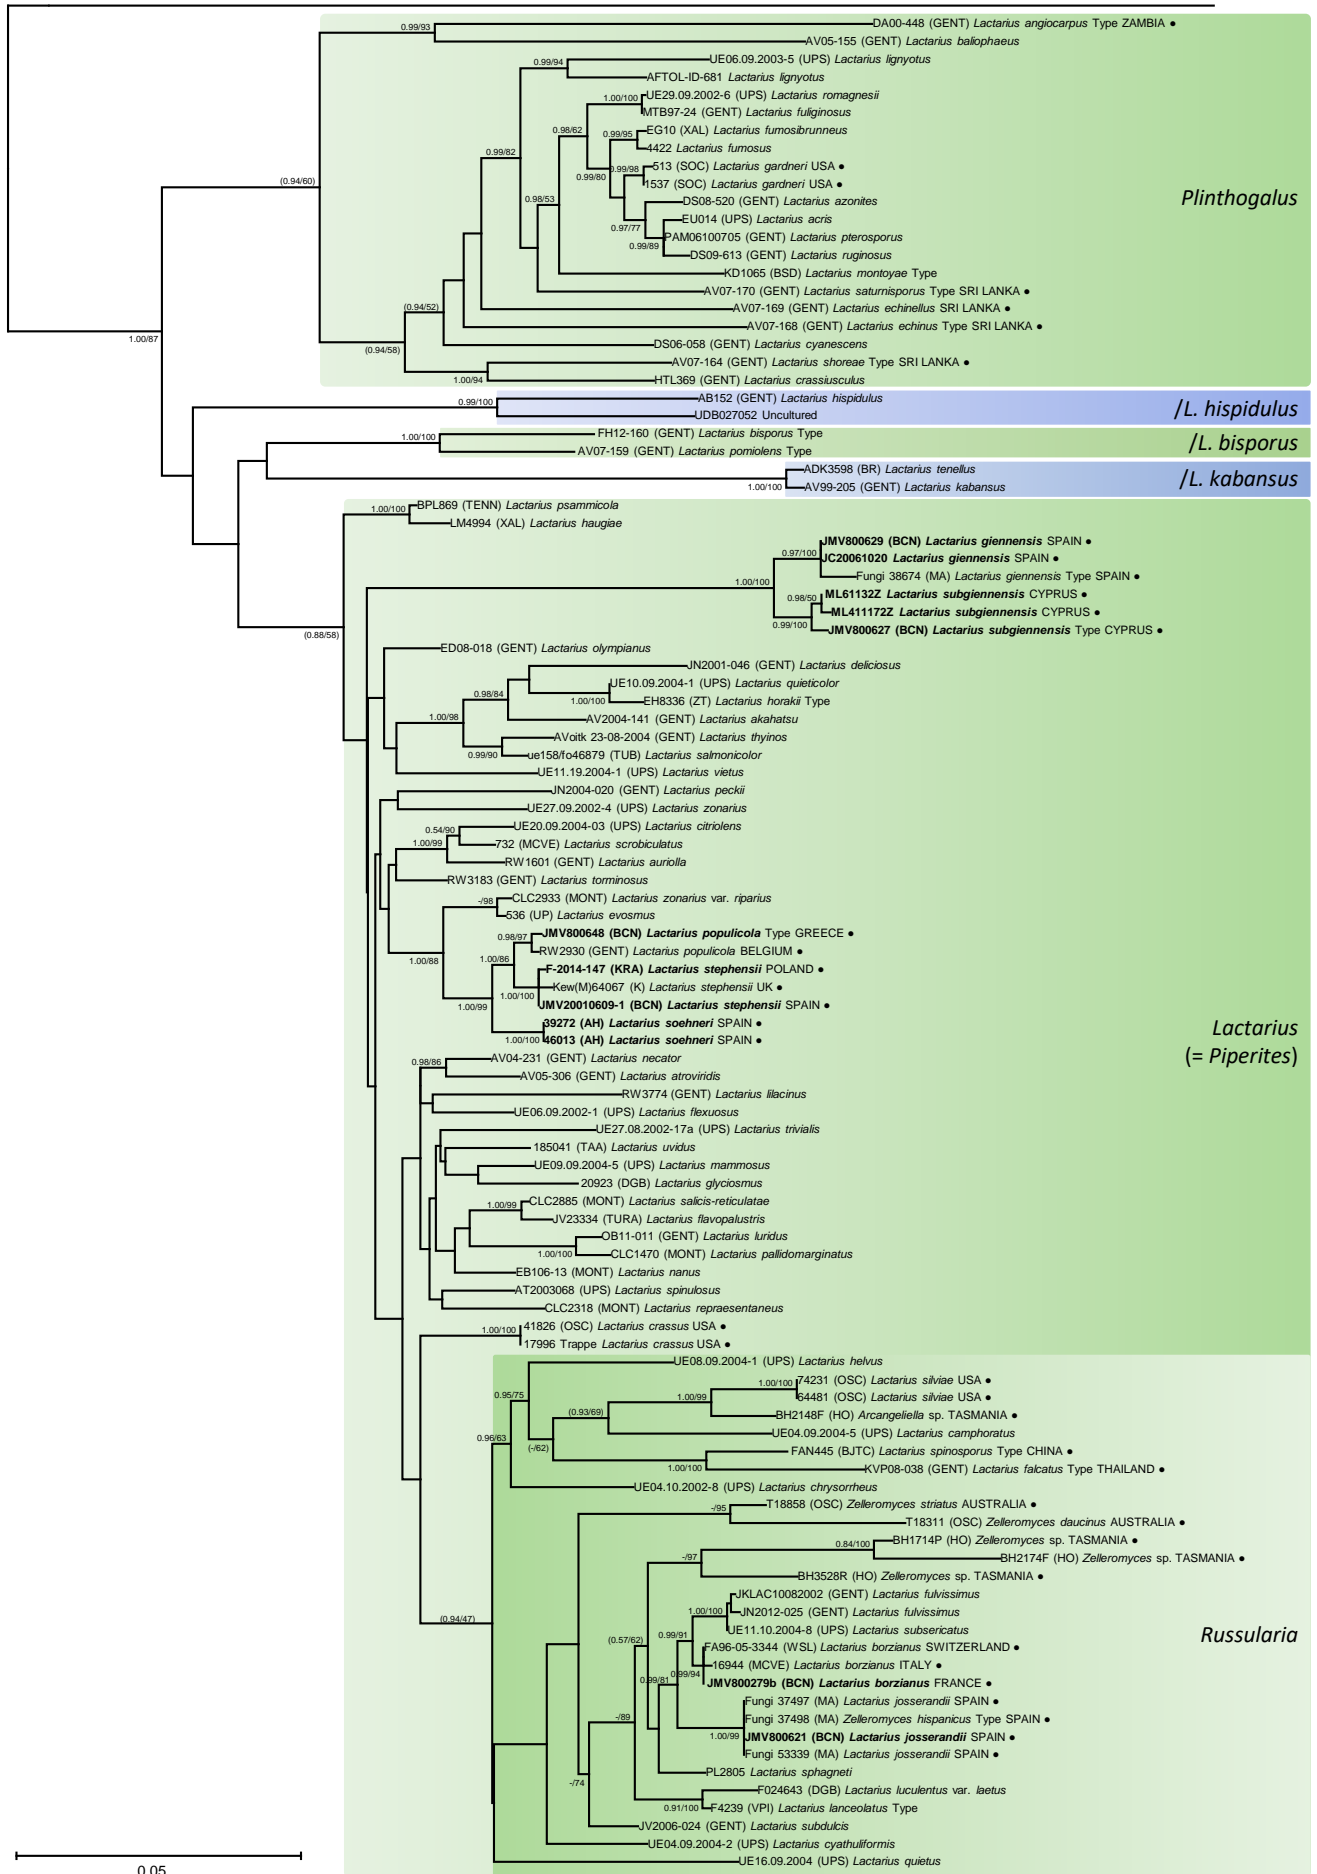 DA00-448 (GENT) Lactarius angiocarpus Type ZAMBIA ●
0.99/93
AV05-155 (GENT) Lactarius baliophaeus
UE06.09.2003-5 (UPS) Lactarius lignyotus
0.99/94
AFTOL-ID-681 Lactarius lignyotus
UE29.09.2002-6 (UPS) Lactarius romagnesii
1.00/100
MTB97-24 (GENT) Lactarius fuliginosus
EG10 (XAL) Lactarius fumosibrunneus
0.98/62
0.99/95
4422 Lactarius fumosus
0.99/82
513 (SOC) Lactarius gardneri USA ●
0.99/98
0.99/80
1537 (SOC) Lactarius gardneri USA ●
(0.94/60)
DS08-520 (GENT) Lactarius azonites
0.98/53
Plinthogalus
EU014 (UPS) Lactarius acris
0.97/77
PAM06100705 (GENT) Lactarius pterosporus
0.99/89
DS09-613 (GENT) Lactarius ruginosus
KD1065 (BSD) Lactarius montoyae Type
AV07-170 (GENT) Lactarius saturnisporus Type SRI LANKA ●
(0.94/52)
AV07-169 (GENT) Lactarius echinellus SRI LANKA ●
AV07-168 (GENT) Lactarius echinus Type SRI LANKA ●
1.00/87
DS06-058 (GENT) Lactarius cyanescens
(0.94/58)
AV07-164 (GENT) Lactarius shoreae Type SRI LANKA ●
1.00/94
HTL369 (GENT) Lactarius crassiusculus
AB152 (GENT) Lactarius hispidulus
0.99/100
/L. hispidulus
UDB027052 Uncultured
FH12-160 (GENT) Lactarius bisporus Type
1.00/100
/L. bisporus
AV07-159 (GENT) Lactarius pomiolens Type
ADK3598 (BR) Lactarius tenellus
/L. kabansus
1.00/100
AV99-205 (GENT) Lactarius kabansus
BPL869 (TENN) Lactarius psammicola
1.00/100
LM4994 (XAL) Lactarius haugiae
JMV800629 (BCN) Lactarius giennensis SPAIN ●
0.97/100
JC20061020 Lactarius giennensis SPAIN ●
Fungi 38674 (MA) Lactarius giennensis Type SPAIN ●
1.00/100
ML61132Z Lactarius subgiennensis CYPRUS ●
0.98/50
ML411172Z Lactarius subgiennensis CYPRUS ●
0.99/100
JMV800627 (BCN) Lactarius subgiennensis Type CYPRUS ●
(0.88/58)
ED08-018 (GENT) Lactarius olympianus
JN2001-046 (GENT) Lactarius deliciosus
UE10.09.2004-1 (UPS) Lactarius quieticolor
0.98/84
1.00/100
EH8336 (ZT) Lactarius horakii Type
1.00/98
AV2004-141 (GENT) Lactarius akahatsu
AVoitk 23-08-2004 (GENT) Lactarius thyinos
0.99/90
ue158/fo46879 (TUB) Lactarius salmonicolor
UE11.19.2004-1 (UPS) Lactarius vietus
JN2004-020 (GENT) Lactarius peckii
UE27.09.2002-4 (UPS) Lactarius zonarius
UE20.09.2004-03 (UPS) Lactarius citriolens
0.54/90
1.00/99
732 (MCVE) Lactarius scrobiculatus
RW1601 (GENT) Lactarius auriolla
RW3183 (GENT) Lactarius torminosus
CLC2933 (MONT) Lactarius zonarius var. riparius
-/98
536 (UP) Lactarius evosmus
JMV800648 (BCN) Lactarius populicola Type GREECE ●
0.98/97
RW2930 (GENT) Lactarius populicola BELGIUM ●
1.00/88
1.00/86
F-2014-147 (KRA) Lactarius stephensii POLAND ●
Kew(M)64067 (K) Lactarius stephensii UK ●
1.00/100
1.00/99
JMV20010609-1 (BCN) Lactarius stephensii SPAIN ●
39272 (AH) Lactarius soehneri SPAIN ●
Lactarius
1.00/100
46013 (AH) Lactarius soehneri SPAIN ●
(= Piperites)
AV04-231 (GENT) Lactarius necator
0.98/86
AV05-306 (GENT) Lactarius atroviridis
RW3774 (GENT) Lactarius lilacinus
UE06.09.2002-1 (UPS) Lactarius flexuosus
UE27.08.2002-17a (UPS) Lactarius trivialis
185041 (TAA) Lactarius uvidus
UE09.09.2004-5 (UPS) Lactarius mammosus
20923 (DGB) Lactarius glyciosmus
CLC2885 (MONT) Lactarius salicis-reticulatae
1.00/99
JV23334 (TURA) Lactarius flavopalustris
OB11-011 (GENT) Lactarius luridus
1.00/100
CLC1470 (MONT) Lactarius pallidomarginatus
EB106-13 (MONT) Lactarius nanus
AT2003068 (UPS) Lactarius spinulosus
CLC2318 (MONT) Lactarius repraesentaneus
41826 (OSC) Lactarius crassus USA ●
1.00/100
17996 Trappe Lactarius crassus USA ●
UE08.09.2004-1 (UPS) Lactarius helvus
74231 (OSC) Lactarius silviae USA ●
1.00/100
0.95/75
1.00/99
64481 (OSC) Lactarius silviae USA ●
(0.93/69)
BH2148F (HO) Arcangeliella sp. TASMANIA ●
UE04.09.2004-5 (UPS) Lactarius camphoratus
0.96/63
(-/62)
FAN445 (BJTC) Lactarius spinosporus Type CHINA ●
1.00/100
KVP08-038 (GENT) Lactarius falcatus Type THAILAND ●
UE04.10.2002-8 (UPS) Lactarius chrysorrheus
T18858 (OSC) Zelleromyces striatus AUSTRALIA ●
-/95
T18311 (OSC) Zelleromyces daucinus AUSTRALIA ●
BH1714P (HO) Zelleromyces sp. TASMANIA ●
0.84/100
BH2174F (HO) Zelleromyces sp. TASMANIA ●
-/97
BH3528R (HO) Zelleromyces sp. TASMANIA ●
JKLAC10082002 (GENT) Lactarius fulvissimus
1.00/100
JN2012-025 (GENT) Lactarius fulvissimus
(0.94/47)
UE11.10.2004-8 (UPS) Lactarius subsericatus
0.99/91
Russularia
(0.57/62)
FA96-05-3344 (WSL) Lactarius borzianus SWITZERLAND ●
16944 (MCVE) Lactarius borzianus ITALY ●
0.99/94
0.99/81
JMV800279b (BCN) Lactarius borzianus FRANCE ●
Fungi 37497 (MA) Lactarius josserandii SPAIN ●
-/89
Fungi 37498 (MA) Zelleromyces hispanicus Type SPAIN ●
1.00/99
JMV800621 (BCN) Lactarius josserandii SPAIN ●
Fungi 53339 (MA) Lactarius josserandii SPAIN ●
PL2805 Lactarius sphagneti
-/74
F024643 (DGB) Lactarius luculentus var. laetus
0.91/100
F4239 (VPI) Lactarius lanceolatus Type
JV2006-024 (GENT) Lactarius subdulcis
UE04.09.2004-2 (UPS) Lactarius cyathuliformis
UE16.09.2004 (UPS) Lactarius quietus
0.05